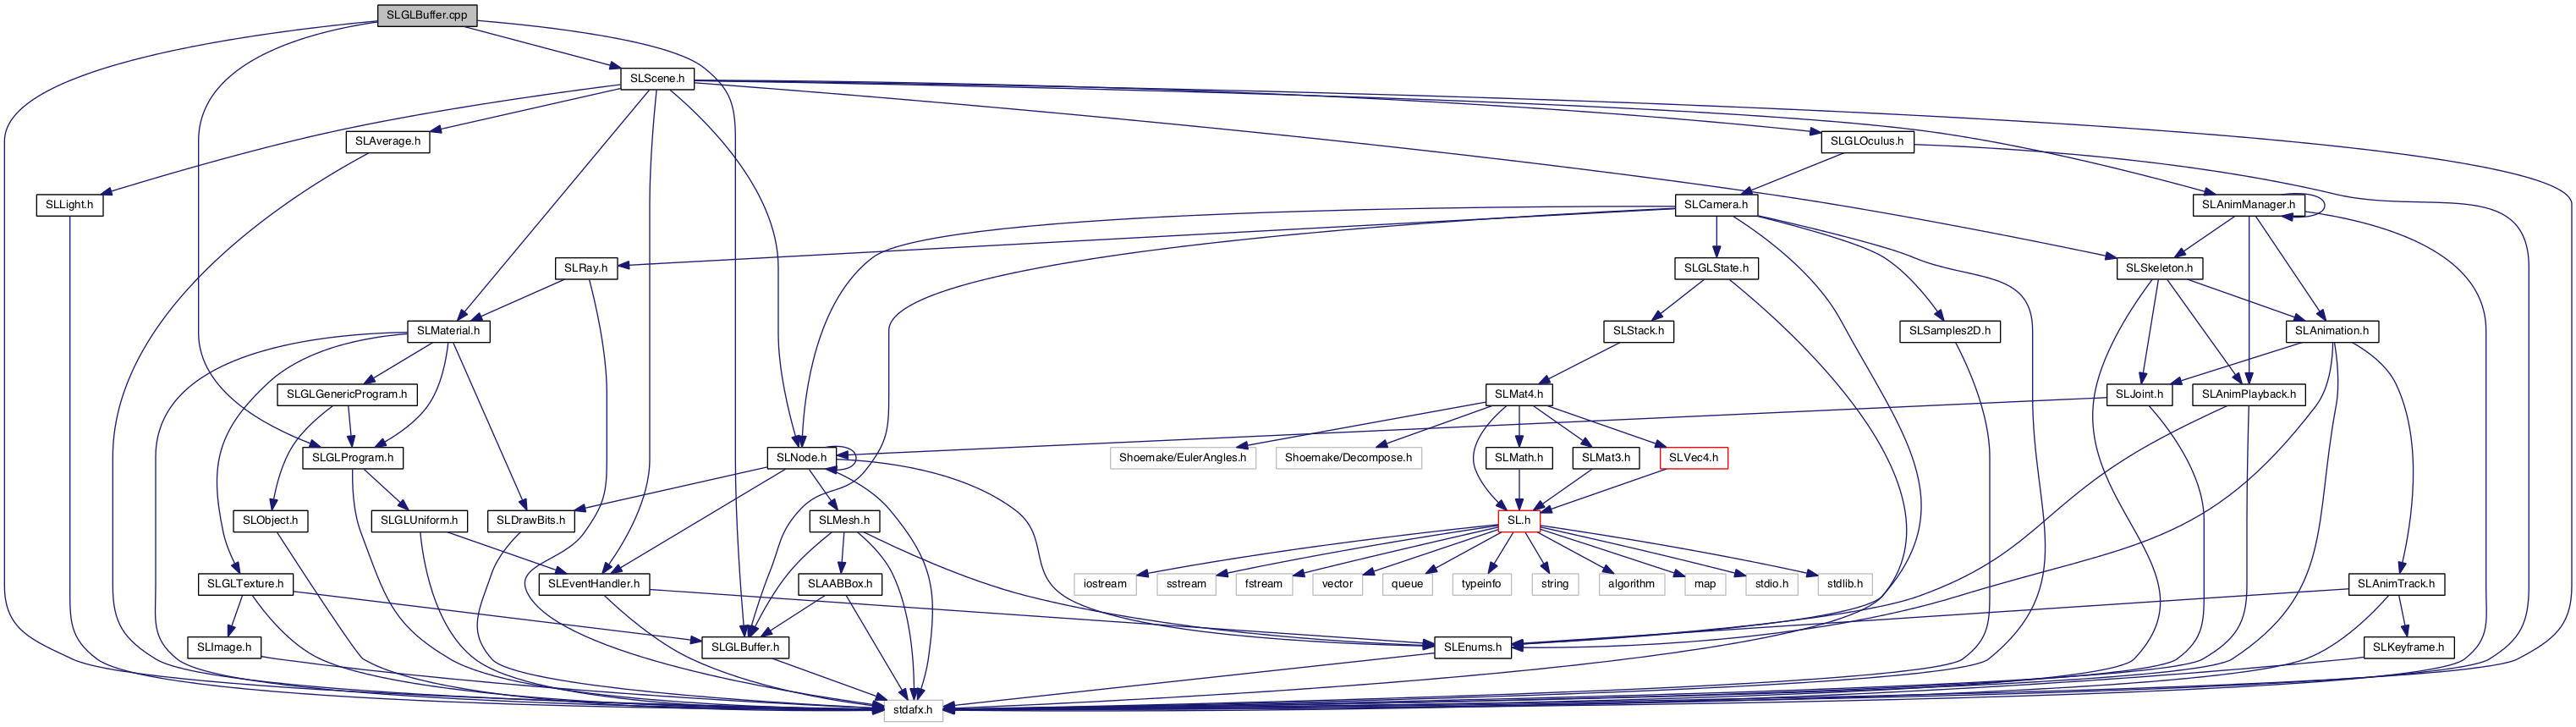 SLGLBuffer.cpp
SLScene.h
SLAverage.h
SLGLOculus.h
SLLight.h
SLCamera.h
SLAnimManager.h
SLRay.h
SLGLState.h
SLSkeleton.h
SLMaterial.h
SLStack.h
SLSamples2D.h
SLAnimation.h
SLGLGenericProgram.h
SLMat4.h
SLJoint.h
SLAnimPlayback.h
SLGLProgram.h
SLNode.h
Shoemake/EulerAngles.h
Shoemake/Decompose.h
SLMath.h
SLMat3.h
SLVec4.h
SLObject.h
SLGLUniform.h
SLDrawBits.h
SLMesh.h
SL.h
SLGLTexture.h
SLEventHandler.h
SLAABBox.h
iostream
sstream
fstream
vector
queue
typeinfo
string
algorithm
map
stdio.h
stdlib.h
SLAnimTrack.h
SLImage.h
SLGLBuffer.h
SLEnums.h
SLKeyframe.h
stdafx.h